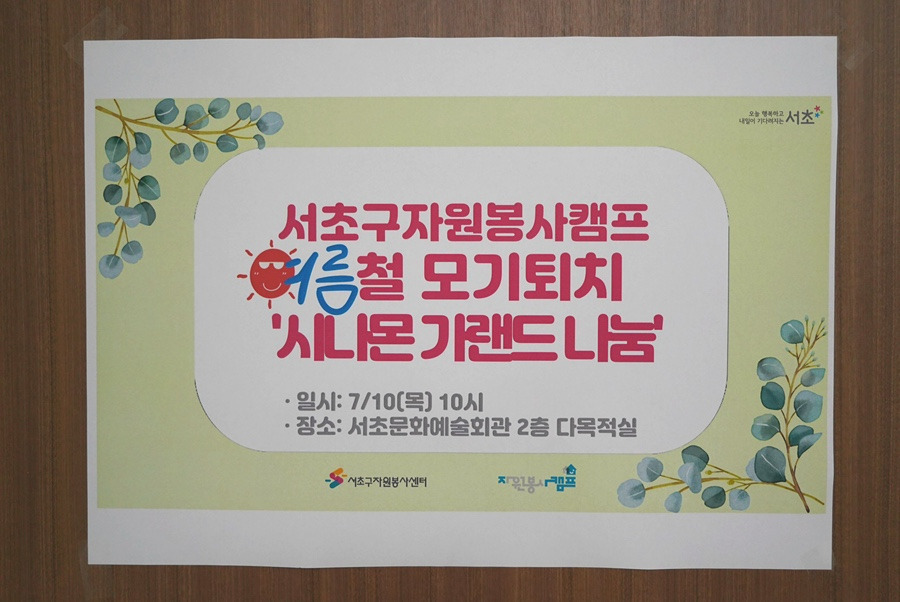 오늘 행복하고
내일이 기다려지는 서초
서초구자원봉사캠프
여름철 모기퇴치
'시나몬 가랜드 나눔'
· 일시: 7/10(목) 10시
· 장소: 서초문화예술회관 2층 다목적실
서초구자원봉사센터 자원봉사캠프